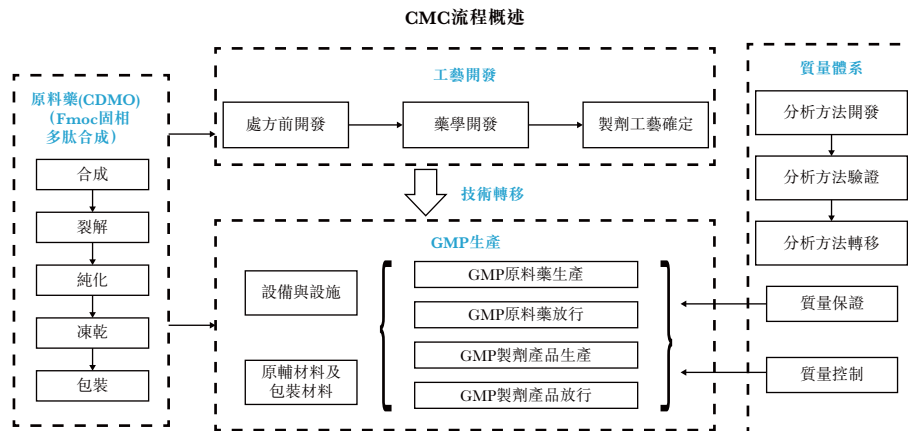 CMC流程概述
原料藥(CDMO)
（Fmoc固相
多肽合成）
合成
裂解
純化
凍乾
包裝
工藝開發
處方前開發
藥學開發
製劑工藝確定
技術轉移
GMP生產
設備與設施
原輔材料及
包裝材料
GMP原料藥生產
GMP原料藥放行
GMP製劑產品生產
GMP製劑產品放行
質量體系
分析方法開發
分析方法驗證
分析方法轉移
質量保證
質量控制